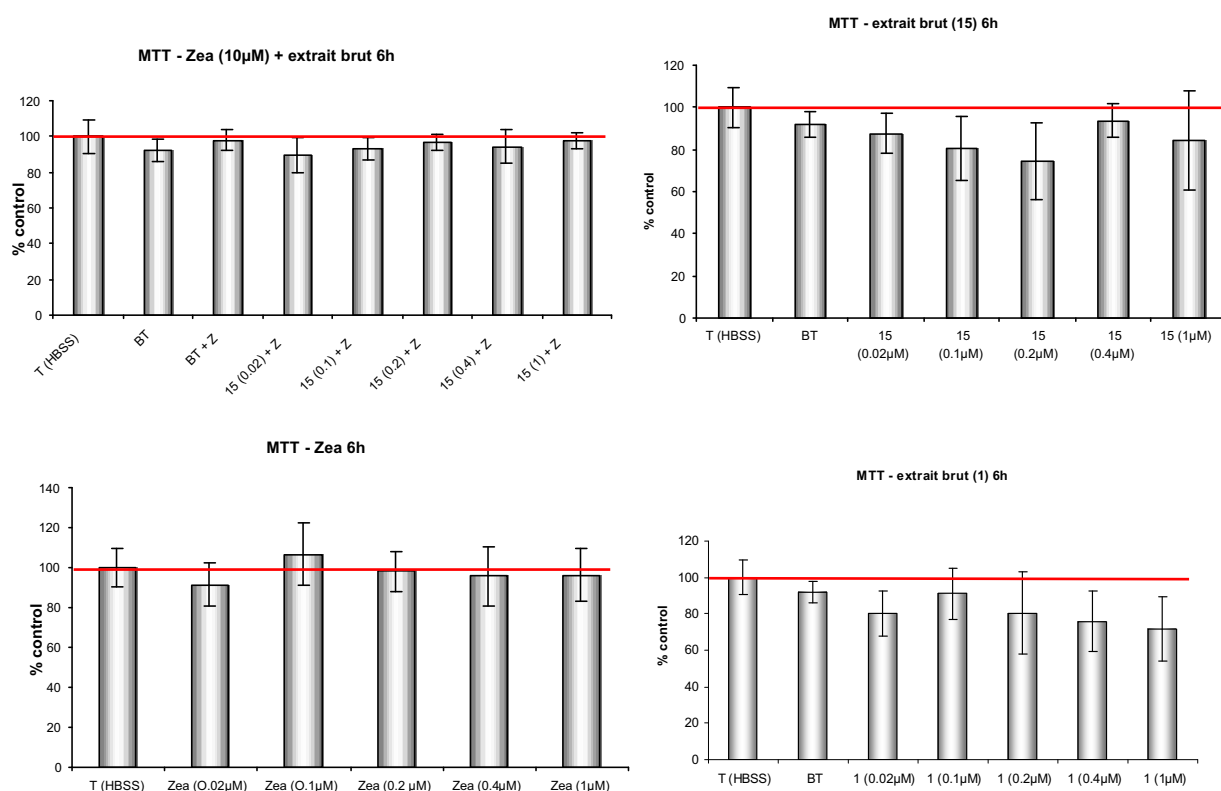 MTT - Zea (10µM) + extrait brut 6h
% control
120
100
80
60
40
20
0
T (HBSS)
BT
BT + Z
15 (0.02) + Z
15 (0.1) + Z
15 (0.2) + Z
15 (0.4) + Z
15 (1) + Z
MTT - extrait brut (15) 6h
% control
120
100
80
60
40
20
0
T (HBSS) BT 15 15 15 15 15 (1µM)
(0.02µM) (0.1µM) (0.2µM) (0.4µM)
MTT - Zea 6h
% control
140
120
100
80
60
40
20
0
T (HBSS) Zea (O.02µM) Zea (O.1µM) Zea (0.2 µM) Zea (0.4µM) Zea (1µM)
MTT - extrait brut (1) 6h
% control
120
100
80
60
40
20
0
T (HBSS) BT 1 (0.02µM) 1 (0.1µM) 1 (0.2µM) 1 (0.4µM) 1 (1µM)